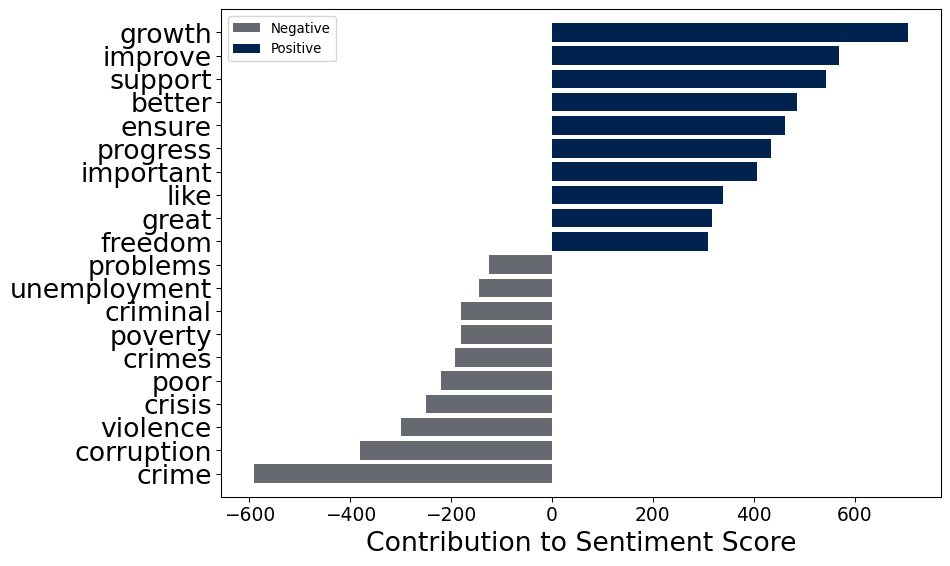 Negative
Positive
growth
improve
support
better
ensure
progress
important
like
great
freedom
problems
unemployment
criminal
poverty
crimes
poor
crisis
violence
corruption
crime
−600 −400 −200 0 200 400 600
Contribution to Sentiment Score